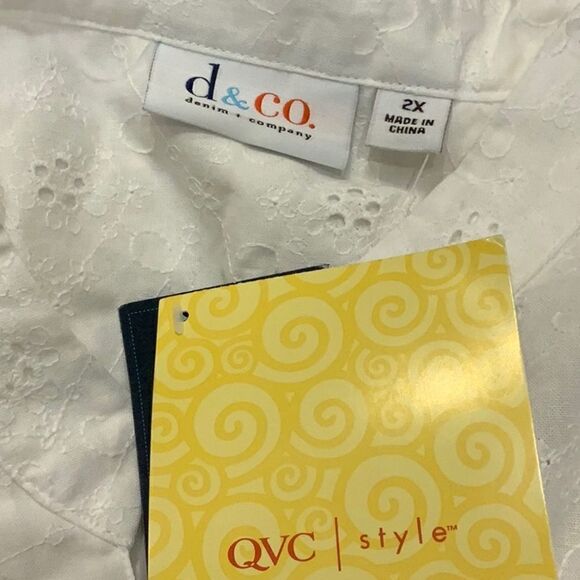 d&co.
denim + company
2X
MADE IN
CHINA
QVC | style™